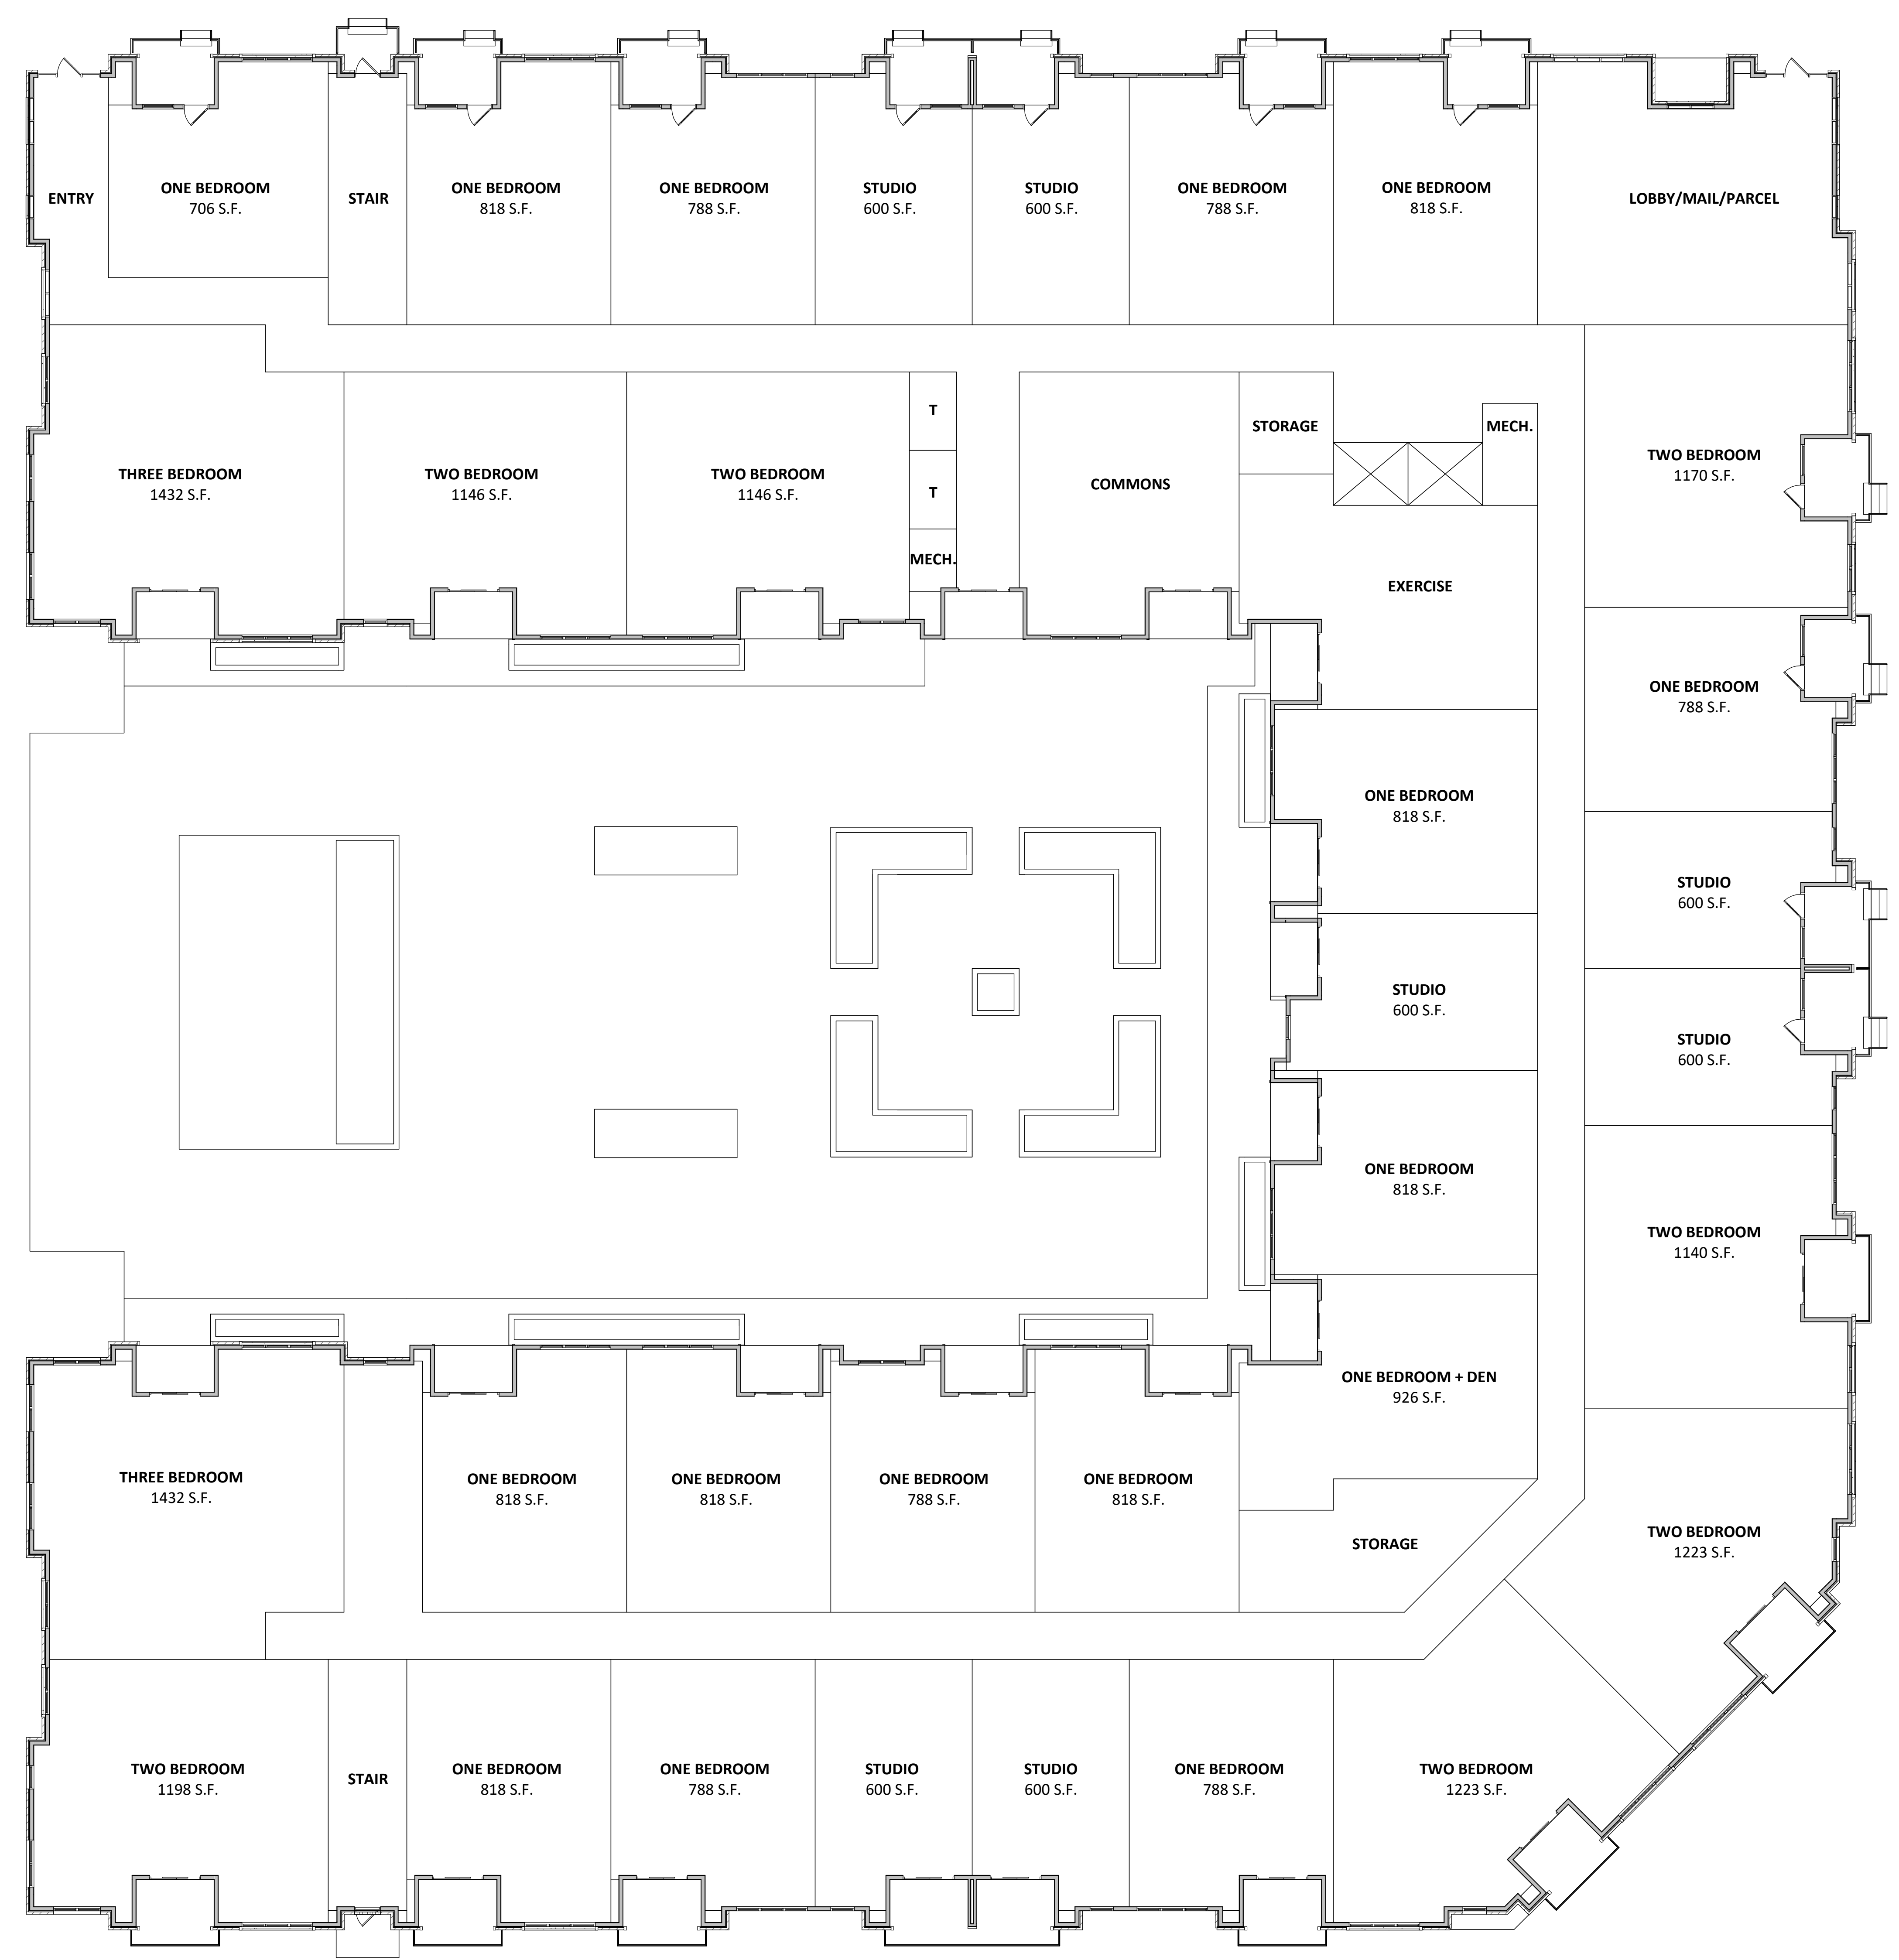 ENTRY
ONE BEDROOM
706 S.F.
STAIR
ONE BEDROOM
818 S.F.
ONE BEDROOM
788 S.F.
STUDIO
600 S.F.
STUDIO
600 S.F.
ONE BEDROOM
788 S.F.
ONE BEDROOM
818 S.F.
LOBBY/MAIL/PARCEL
THREE BEDROOM
1432 S.F.
TWO BEDROOM
1146 S.F.
TWO BEDROOM
1146 S.F.
T
T
MECH.
COMMONS
STORAGE
MECH.
EXERCISE
TWO BEDROOM
1170 S.F.
ONE BEDROOM
788 S.F.
ONE BEDROOM
818 S.F.
STUDIO
600 S.F.
STUDIO
600 S.F.
STUDIO
600 S.F.
ONE BEDROOM
818 S.F.
TWO BEDROOM
1140 S.F.
ONE BEDROOM + DEN
926 S.F.
THREE BEDROOM
1432 S.F.
ONE BEDROOM
818 S.F.
ONE BEDROOM
818 S.F.
ONE BEDROOM
788 S.F.
ONE BEDROOM
818 S.F.
STORAGE
TWO BEDROOM
1223 S.F.
TWO BEDROOM
1198 S.F.
STAIR
ONE BEDROOM
818 S.F.
ONE BEDROOM
788 S.F.
STUDIO
600 S.F.
STUDIO
600 S.F.
ONE BEDROOM
788 S.F.
TWO BEDROOM
1223 S.F.